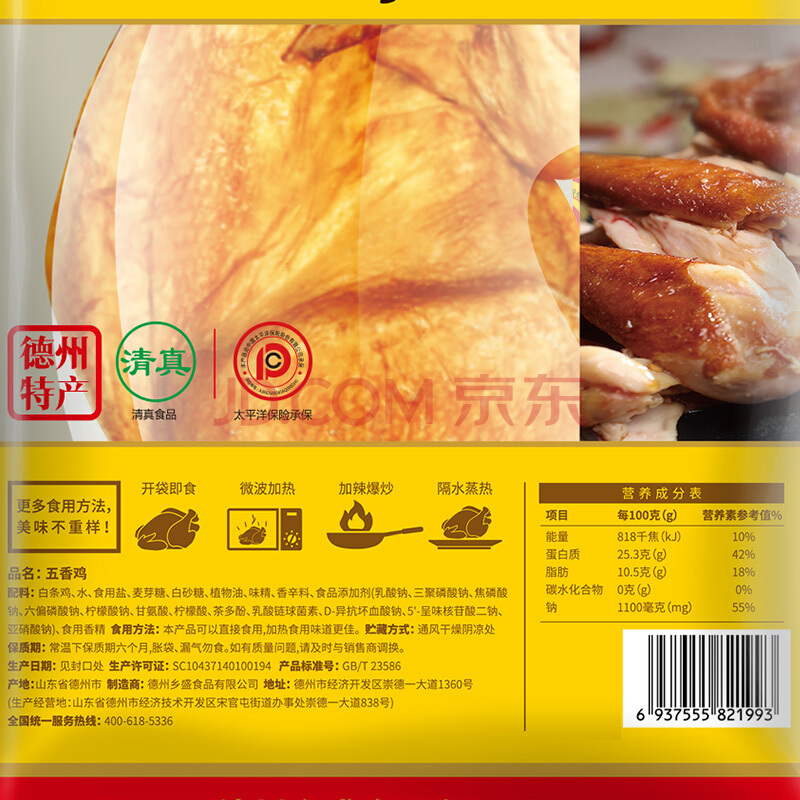 德州
特产
清真
清真食品
太平洋保险承保
JD.COM 京东
更多食用方法，
美味不重样！
开袋即食
微波加热
加辣爆炒
隔水蒸热
品名：五香鸡
配料：白条鸡、水、食用盐、麦芽糖、白砂糖、植物油、味精、香辛料、食品添加剂(乳酸钠、三聚磷酸钠、焦磷酸
钠、六偏磷酸钠、柠檬酸钠、甘氨酸、柠檬酸、茶多酚、乳酸链球菌素、D-异抗坏血酸钠、5'-呈味核苷酸二钠、
亚硝酸钠)、食用香精 食用方法：本产品可以直接食用,加热食用味道更佳。 贮藏方式：通风干燥阴凉处
保质期：常温下保质期六个月,胀袋、漏气勿食。如有质量问题,请及时与销售商调换。
生产日期：见封口处 生产许可证：SC10437140100194 产品标准号：GB/T 23586
产地：山东省德州市 制造商：德州乡盛食品有限公司 地址：德州市经济开发区崇德一大道1360号
(生产经营地：山东省德州市经济技术开发区宋官屯街道办事处崇德一大道838号)
全国统一服务热线：400-618-5336
营养成分表
项目 每100克(g) 营养素参考值%
能量 818千焦(kJ) 10%
蛋白质 25.3克(g) 42%
脂肪 10.5克(g) 18%
碳水化合物 0克(g) 0%
钠 1100毫克(mg) 55%
6 937555 821993